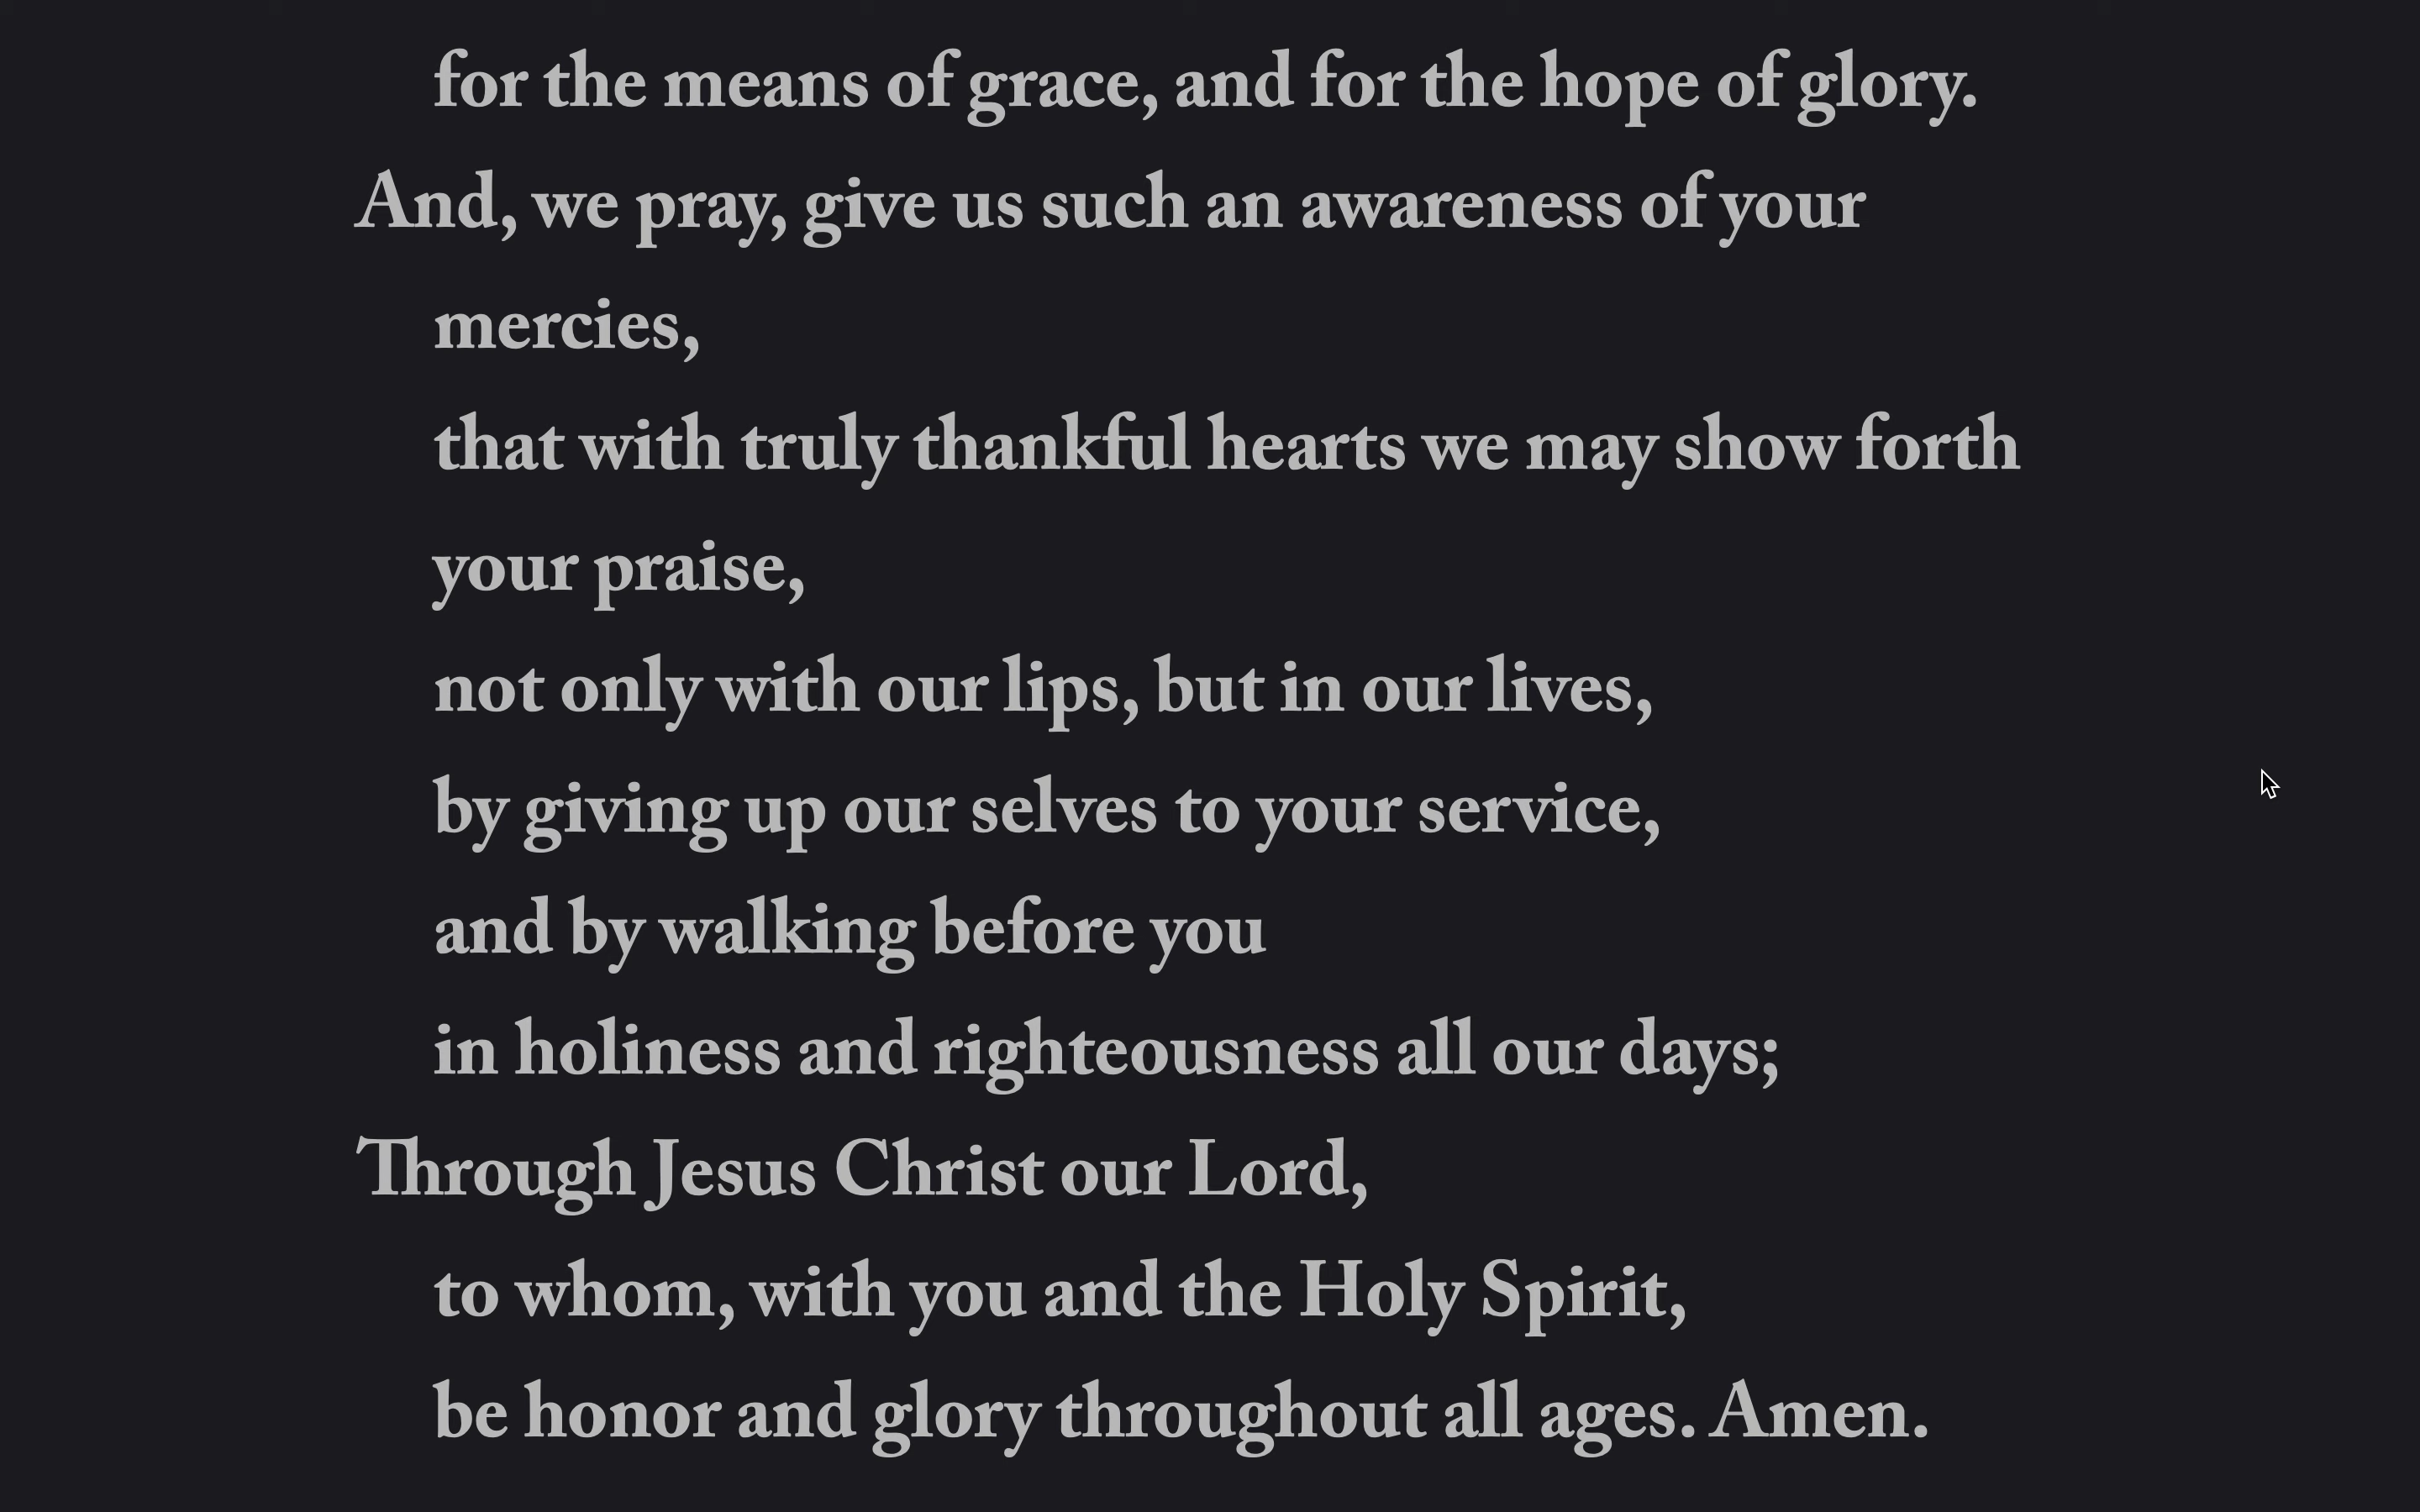 for the means of grace, and for the hope of glory.
And, we pray, give us such an awareness of your
mercies,
that with truly thankful hearts we may show forth
your praise,
not only with our lips, but in our lives,
by giving up our selves to your service,
and by walking before you
in holiness and righteousness all our days;
Through Jesus Christ our Lord,
to whom, with you and the Holy Spirit,
be honor and glory throughout all ages. Amen.